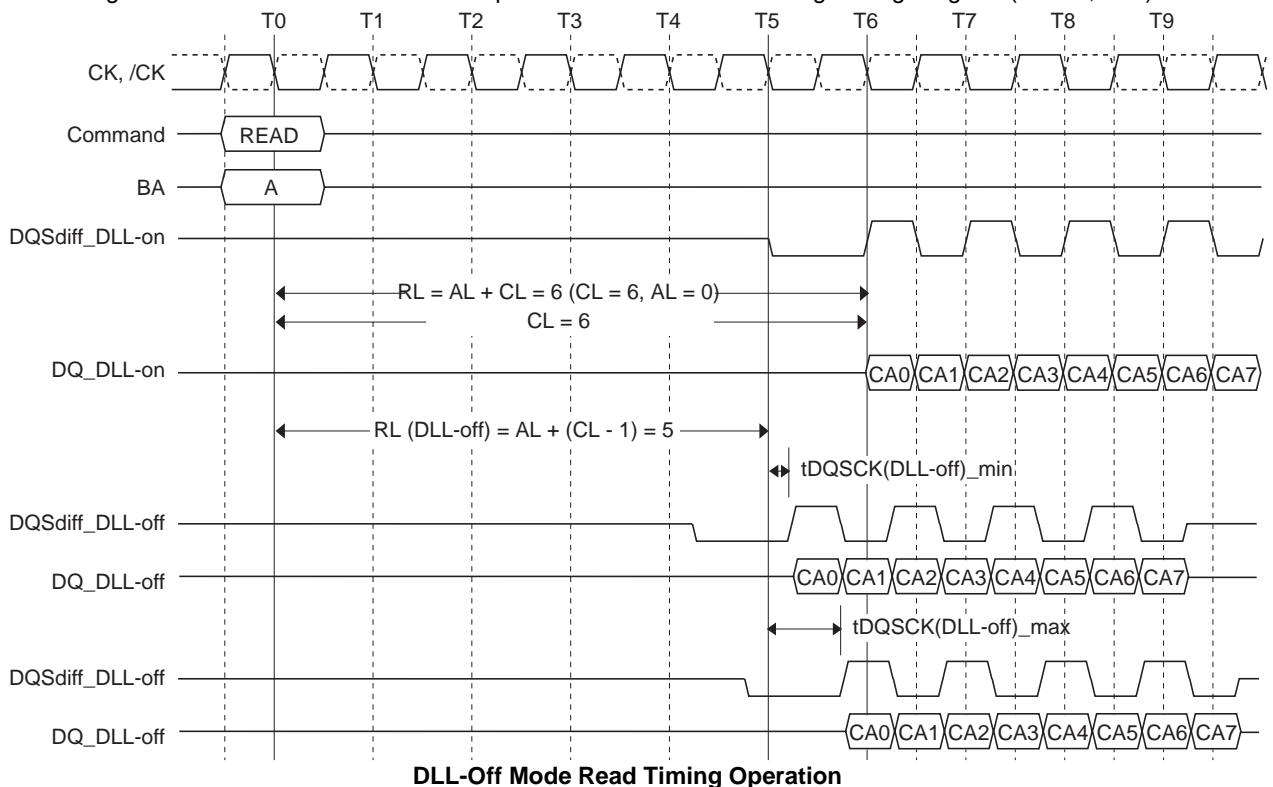 T0 T1 T2 T3 T4 T5 T6 T7 T8 T9
CK, /CK
Command READ
BA A
DQSdiff_DLL-on
RL = AL + CL = 6 (CL = 6, AL = 0)
CL = 6
DQ_DLL-on CA0 CA1 CA2 CA3 CA4 CA5 CA6 CA7
RL (DLL-off) = AL + (CL - 1) = 5
tDQSCK(DLL-off)_min
DQSdiff_DLL-off
DQ_DLL-off CA0 CA1 CA2 CA3 CA4 CA5 CA6 CA7
tDQSCK(DLL-off)_max
DQSdiff_DLL-off
DQ_DLL-off CA0 CA1 CA2 CA3 CA4 CA5 CA6 CA7
DLL-Off Mode Read Timing Operation